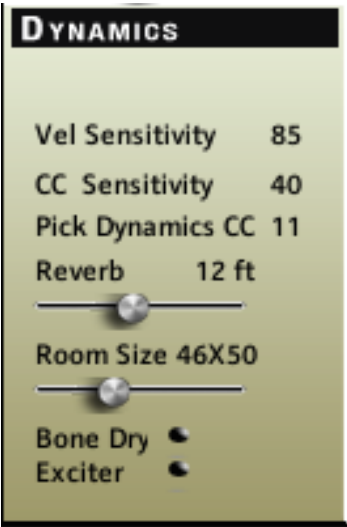 DYNAMICS
Vel Sensitivity 85
CC Sensitivity 40
Pick Dynamics CC 11
Reverb 12 ft
Room Size 46X50
Bone Dry
Exciter